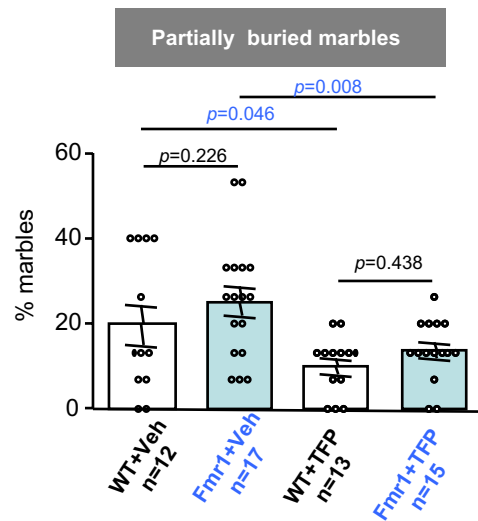 Partially buried marbles
p=0.008
p=0.046
p=0.226
p=0.438
% marbles
60
40
20
0
WT+Veh
n=12
Fmr1+Veh
n=17
WT+TFP
n=13
Fmr1+TFP
n=15